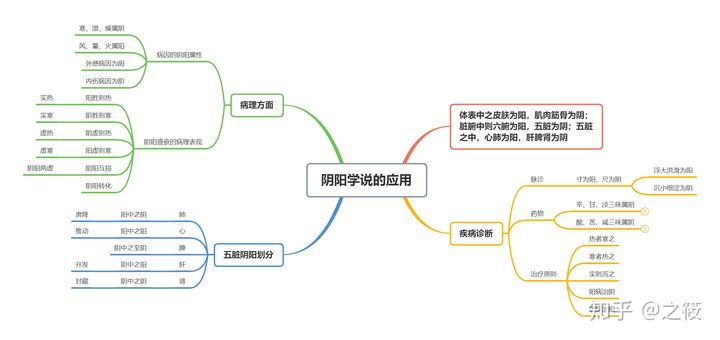 阴阳学说的应用
病理方面
病因的阴阳属性
寒、湿、燥属阴
风、暑、火属阳
外感病因为阳
内伤病因为阴
阴阳盛衰的病理表现
实热 阳胜则热
实寒 阴胜则寒
虚热 阴虚则热
虚寒 阳虚则寒
阴阳两虚 阴阳互损
阴阳转化
五脏阴阳划分
肃降 阳中之阴 肺
推动 阳中之阳 心
阴中之至阴 脾
开发 阴中之阳 肝
封藏 阴中之阴 肾
体表中之皮肤为阳，肌肉筋骨为阴；
脏腑中则六腑为阳，五脏为阴；五脏
之中，心肺为阳，肝脾肾为阴
疾病诊断
脉诊 寸为阳，尺为阴
浮大洪滑为阳
沉小细涩为阴
药物
辛、甘、淡三味属阳
酸、苦、咸三味属阴
治疗原则
热者寒之
寒者热之
实则泻之
阳病治阴
知乎 @之筱